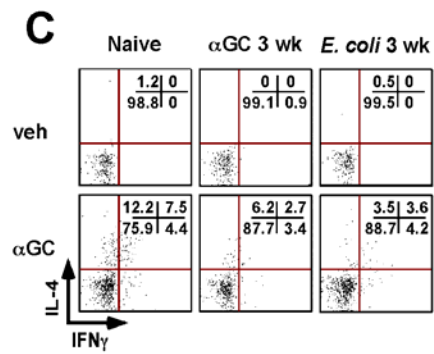 C
Naive αGC 3 wk E. coli 3 wk
veh
1.2 0 0 0 0.5 0
98.8 0 99.1 0.9 99.5 0
αGC
12.2 7.5 6.2 2.7 3.5 3.6
75.9 4.4 87.7 3.4 88.7 4.2
IL-4
IFNγ